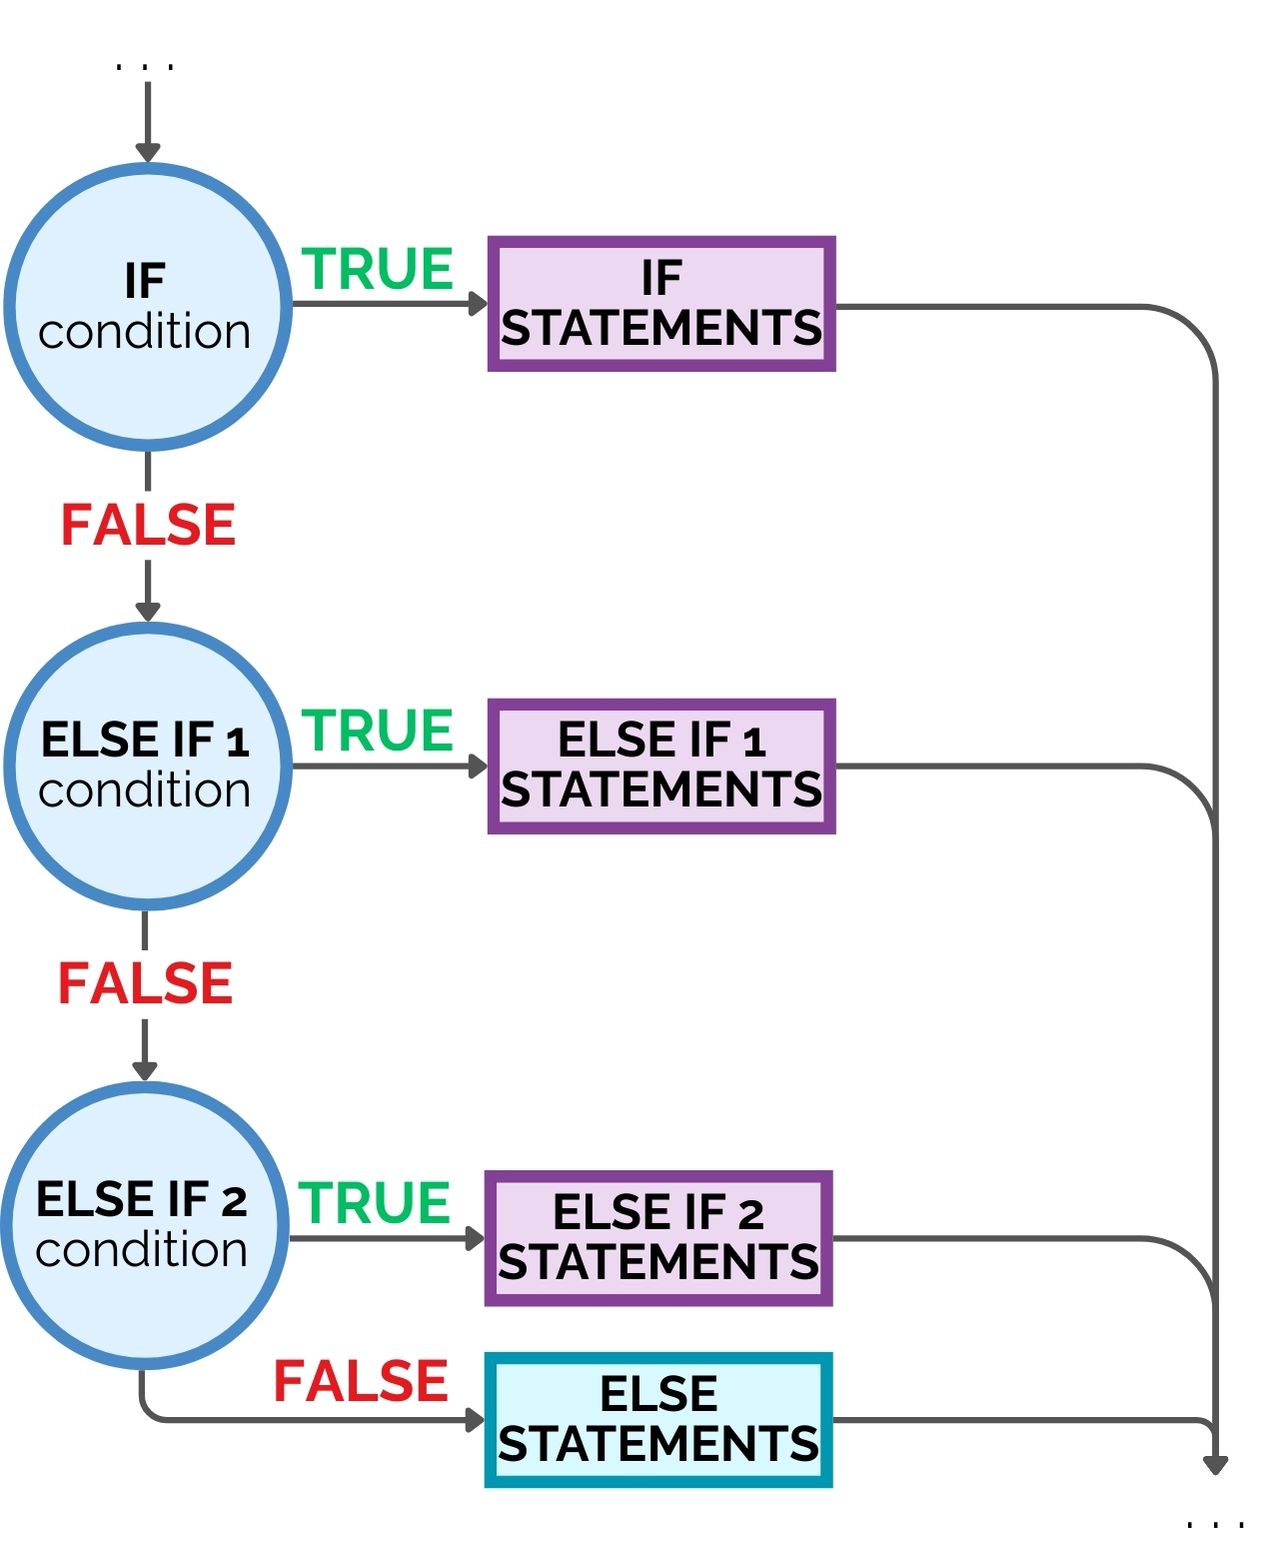 . . .
IF
condition
TRUE
IF
STATEMENTS
FALSE
ELSE IF 1
condition
TRUE
ELSE IF 1
STATEMENTS
FALSE
ELSE IF 2
condition
TRUE
ELSE IF 2
STATEMENTS
FALSE
ELSE
STATEMENTS
. . .